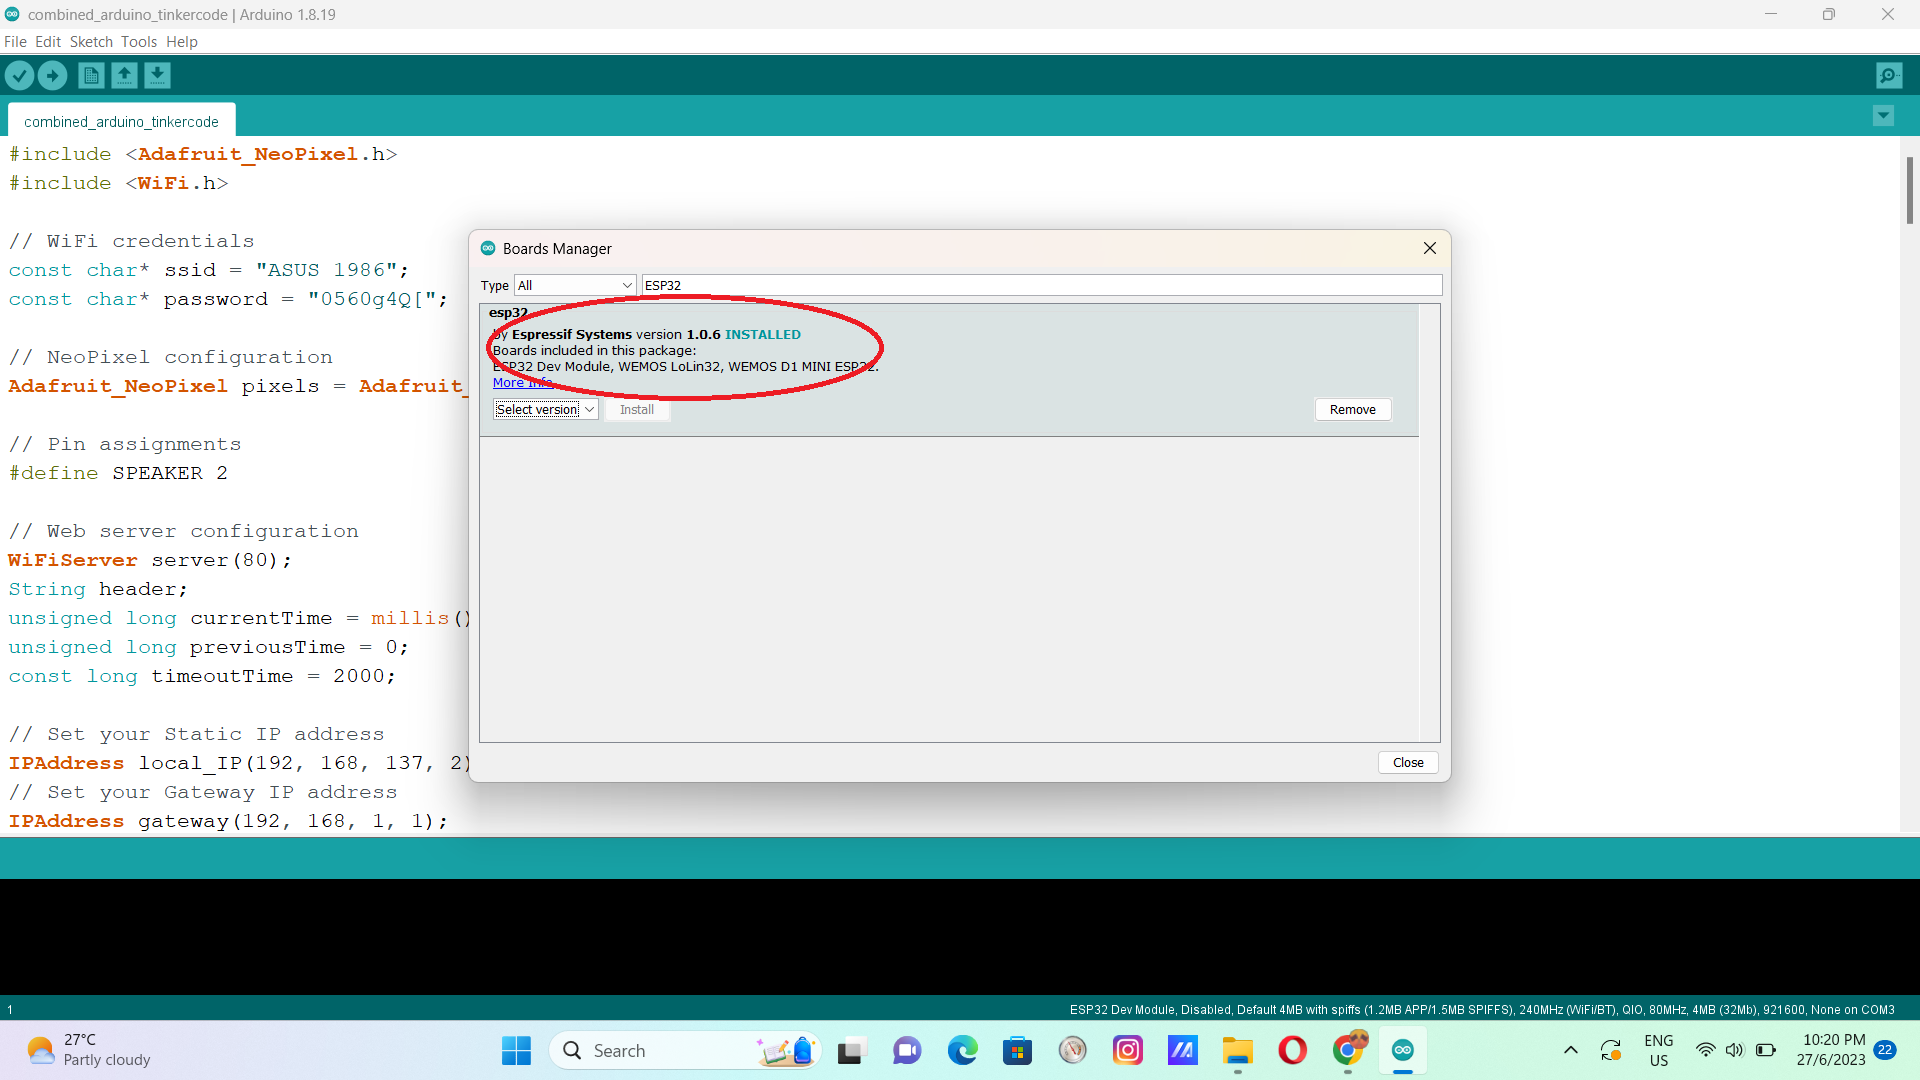 combined_arduino_tinkercode | Arduino 1.8.19
File Edit Sketch Tools Help
combined_arduino_tinkercode
#include <Adafruit_NeoPixel.h>
#include <WiFi.h>
// WiFi credentials
const char* ssid = "ASUS 1986";
const char* password = "0560g4Q[";
// NeoPixel configuration
Adafruit_NeoPixel pixels = Adafruit_
// Pin assignments
#define SPEAKER 2
// Web server configuration
WiFiServer server(80);
String header;
unsigned long currentTime = millis()
unsigned long previousTime = 0;
const long timeoutTime = 2000;
// Set your Static IP address
IPAddress local_IP(192, 168, 137, 2)
// Set your Gateway IP address
IPAddress gateway(192, 168, 1, 1);
Boards Manager
Type All ESP32
esp32
by Espressif Systems version 1.0.6 INSTALLED
Boards included in this package:
ESP32 Dev Module, WEMOS LoLin32, WEMOS D1 MINI ESP32.
More Info
Select version Install Remove
Close
1 ESP32 Dev Module, Disabled, Default 4MB with spiffs (1.2MB APP/1.5MB SPIFFS), 240MHz (WiFi/BT), QIO, 80MHz, 4MB (32Mb), 921600, None on COM3
27°C
Partly cloudy
Search
ENG
US
10:20 PM
27/6/2023
22